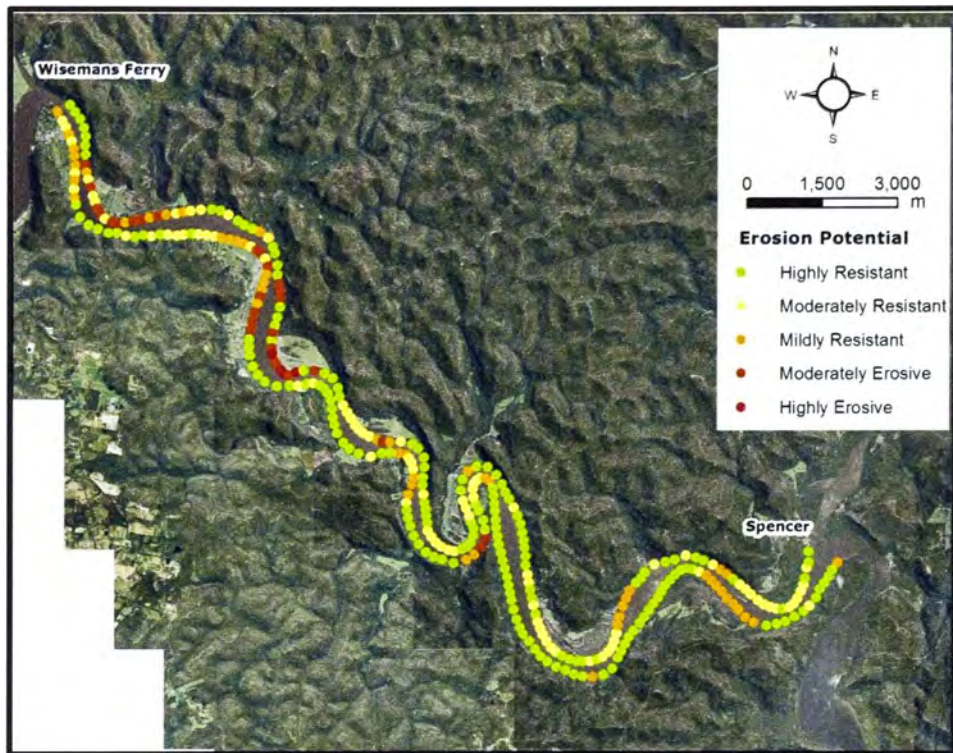 Wisemans Ferry
N
W E
S
0 1,500 3,000
m
Erosion Potential
Highly Resistant
Moderately Resistant
Mildly Resistant
Moderately Erosive
Highly Erosive
Spencer